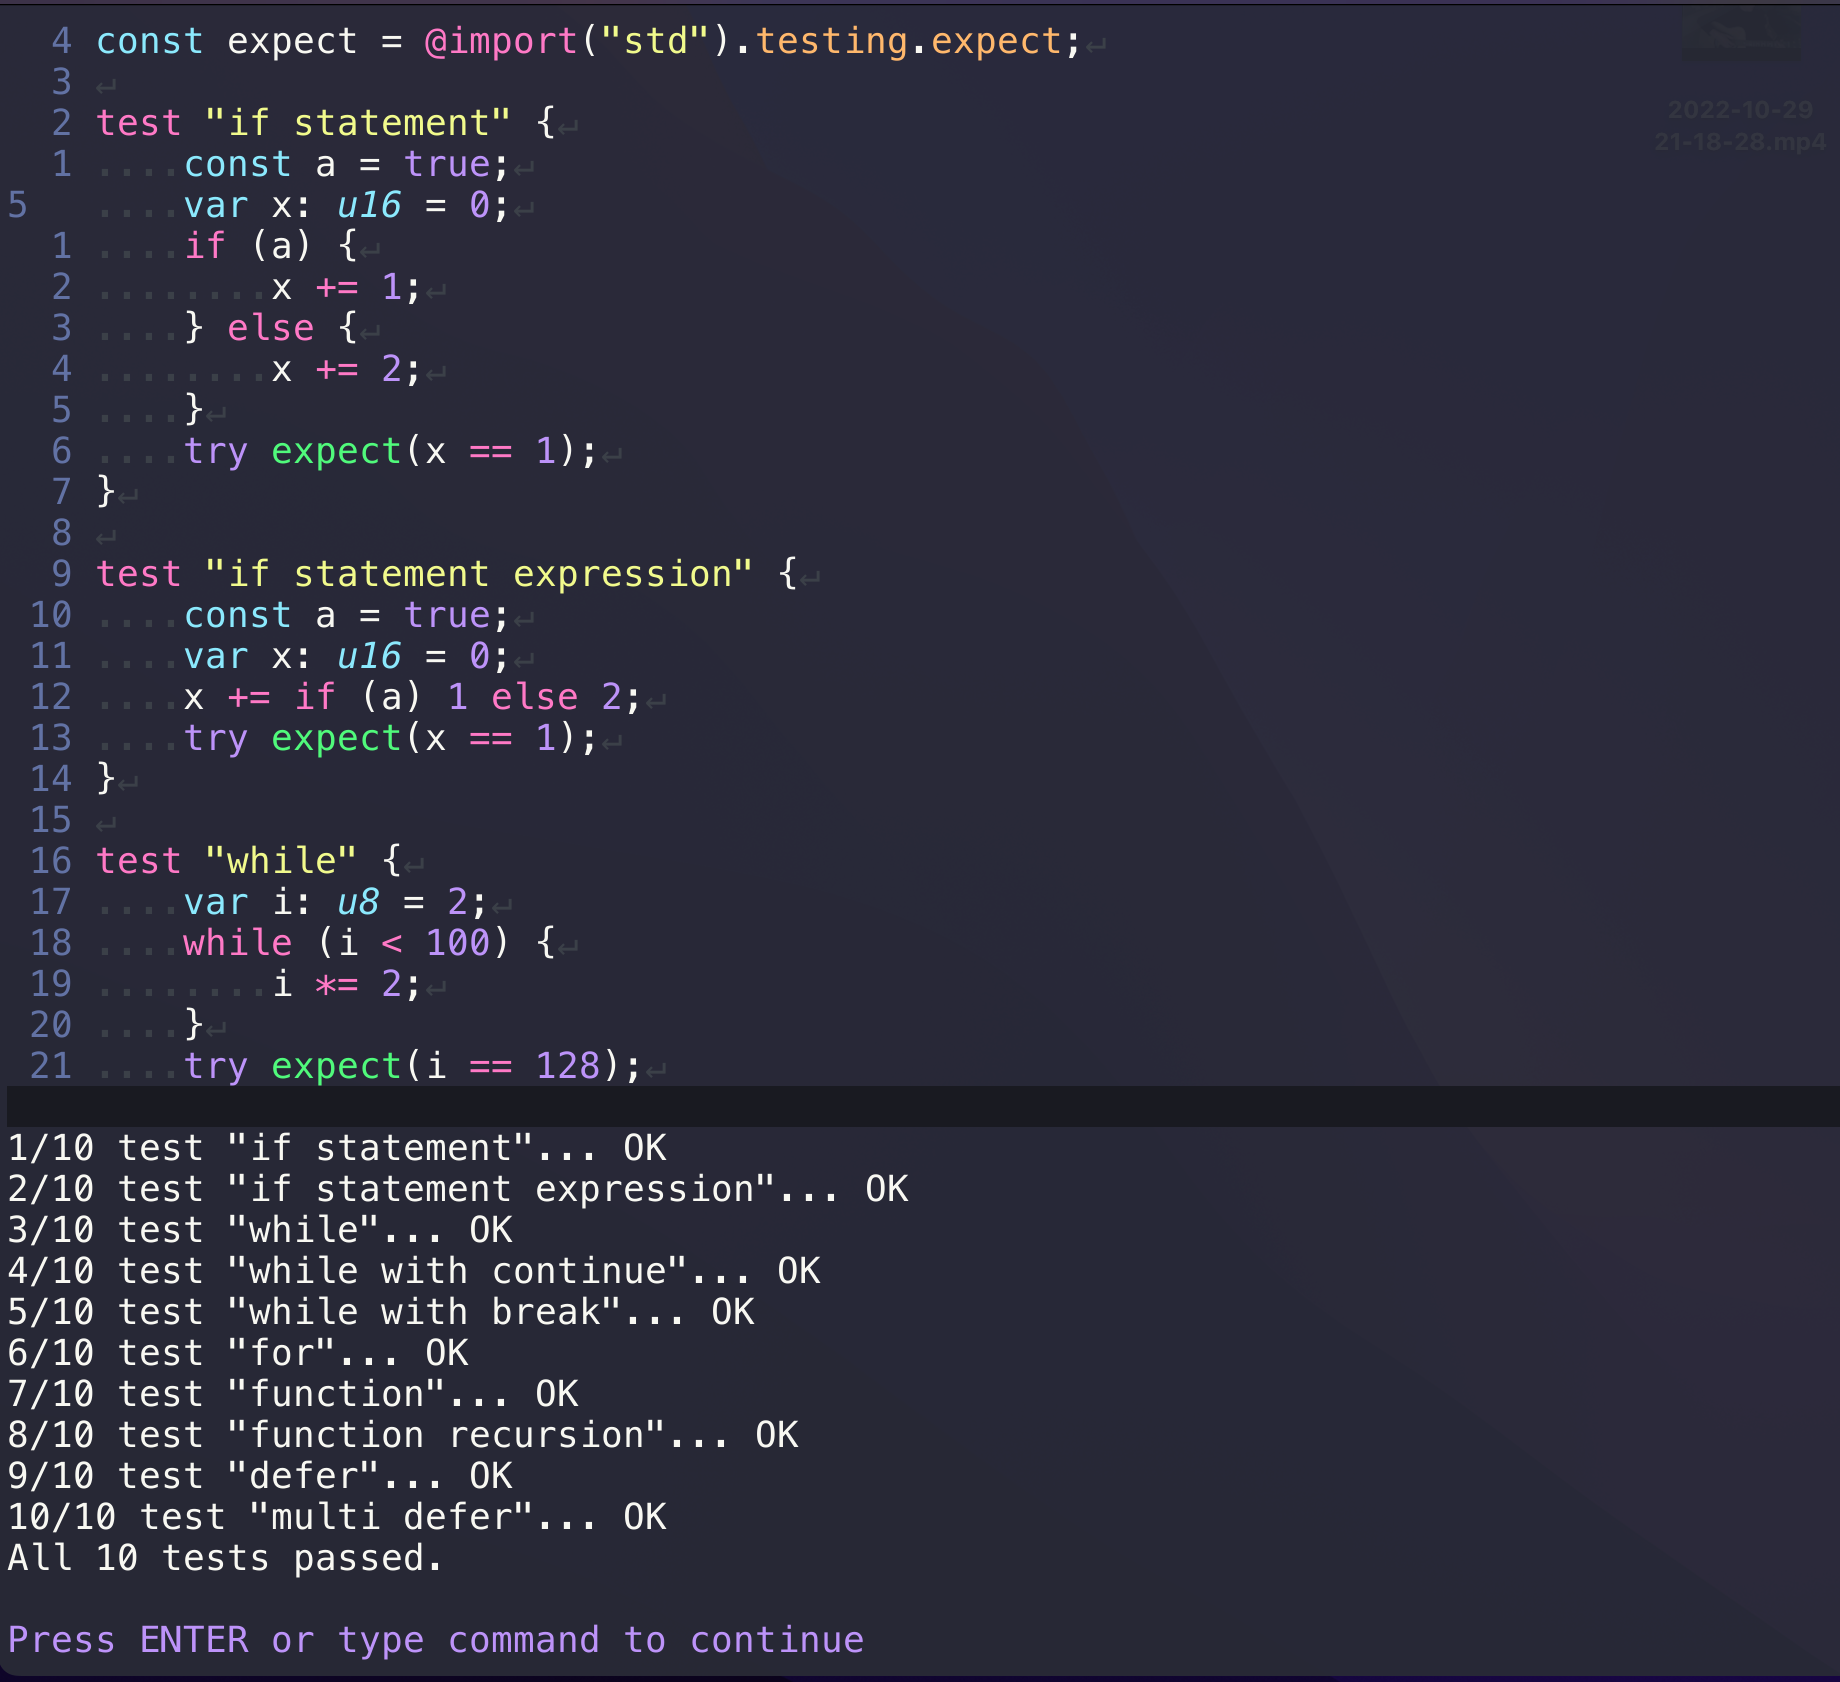 4 const expect = @import("std").testing.expect;↵
3 ↵
2 test "if statement" {↵
1 ....const a = true;↵
5 ....var x: u16 = 0;↵
1 ....if (a) {↵
2 ........x += 1;↵
3 ....} else {↵
4 ........x += 2;↵
5 ....}↵
6 ....try expect(x == 1);↵
7 }↵
8 ↵
9 test "if statement expression" {↵
10 ....const a = true;↵
11 ....var x: u16 = 0;↵
12 ....x += if (a) 1 else 2;↵
13 ....try expect(x == 1);↵
14 }↵
15 ↵
16 test "while" {↵
17 ....var i: u8 = 2;↵
18 ....while (i < 100) {↵
19 ........i *= 2;↵
20 ....}↵
21 ....try expect(i == 128);↵
1/10 test "if statement"... OK
2/10 test "if statement expression"... OK
3/10 test "while"... OK
4/10 test "while with continue"... OK
5/10 test "while with break"... OK
6/10 test "for"... OK
7/10 test "function"... OK
8/10 test "function recursion"... OK
9/10 test "defer"... OK
10/10 test "multi defer"... OK
All 10 tests passed.
Press ENTER or type command to continue
2022-10-29
21-18-28.mp4